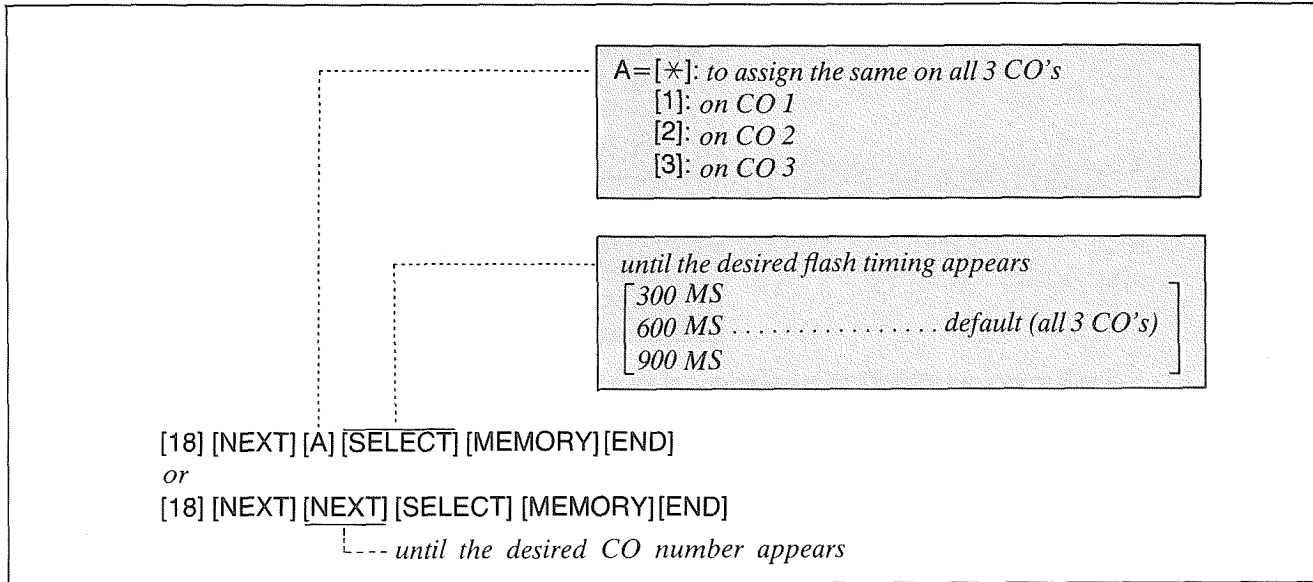 A=[✳]: to assign the same on all 3 CO's
[1]: on CO 1
[2]: on CO 2
[3]: on CO 3
until the desired flash timing appears
300 MS
600 MS ................. default (all 3 CO's)
900 MS
[18] [NEXT] [A] [SELECT] [MEMORY] [END]
or
[18] [NEXT] [NEXT] [SELECT] [MEMORY] [END]
until the desired CO number appears